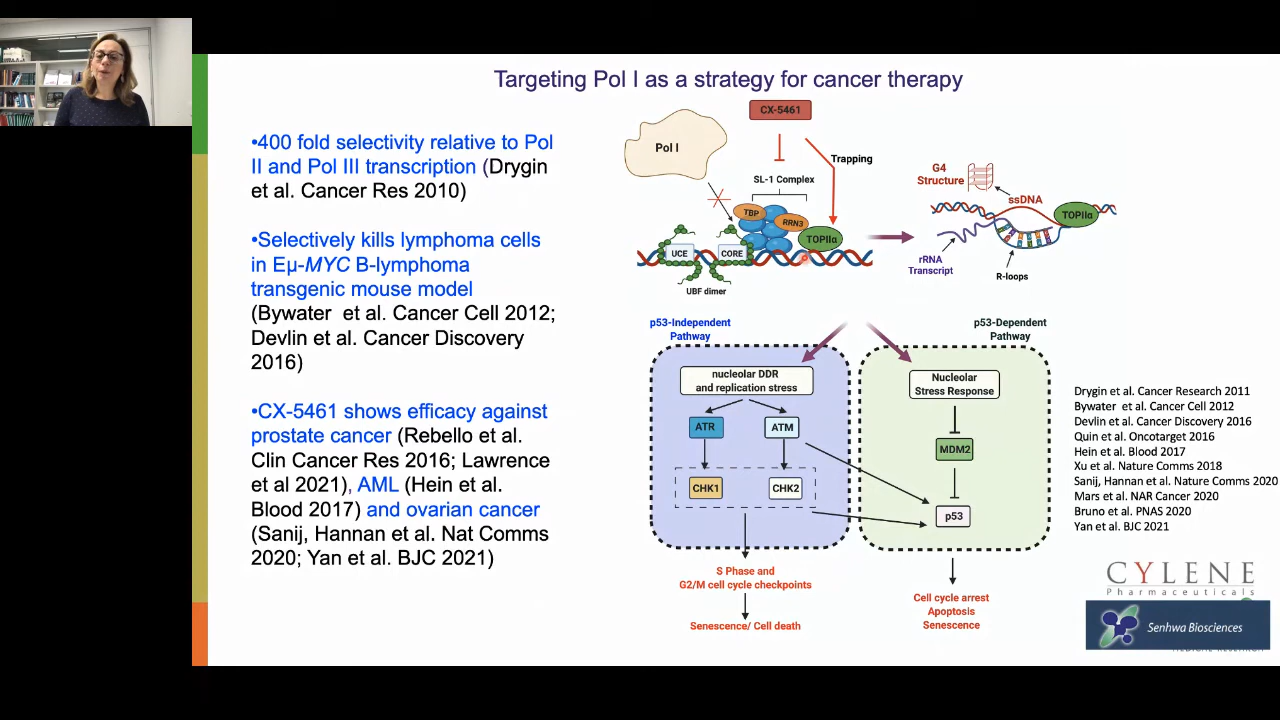 Targeting Pol I as a strategy for cancer therapy
•400 fold selectivity relative to Pol
II and Pol III transcription (Drygin
et al. Cancer Res 2010)
•Selectively kills lymphoma cells
in Eµ-MYC B-lymphoma
transgenic mouse model
(Bywater et al. Cancer Cell 2012;
Devlin et al. Cancer Discovery
2016)
•CX-5461 shows efficacy against
prostate cancer (Rebello et al.
Clin Cancer Res 2016; Lawrence
et al 2021), AML (Hein et al.
Blood 2017) and ovarian cancer
(Sanij, Hannan et al. Nat Comms
2020; Yan et al. BJC 2021)
CX-5461
Pol I
Trapping
SL-1 Complex
TBP
RRN3
TOPIIα
UCE
CORE
UBF dimer
G4
Structure
ssDNA
TOPIIα
rRNA
Transcript
R-loops
p53-Independent
Pathway
nucleolar DDR
and replication stress
ATR
ATM
CHK1
CHK2
S Phase and
G2/M cell cycle checkpoints
Senescence/ Cell death
p53-Dependent
Pathway
Nucleolar
Stress Response
MDM2
p53
Cell cycle arrest
Apoptosis
Senescence
Drygin et al. Cancer Research 2011
Bywater et al. Cancer Cell 2012
Devlin et al. Cancer Discovery 2016
Quin et al. Oncotarget 2016
Hein et al. Blood 2017
Xu et al. Nature Comms 2018
Sanij, Hannan et al. Nature Comms 2020
Mars et al. NAR Cancer 2020
Bruno et al. PNAS 2020
Yan et al. BJC 2021
CYLENE
Pharmaceuticals
Senhwa Biosciences